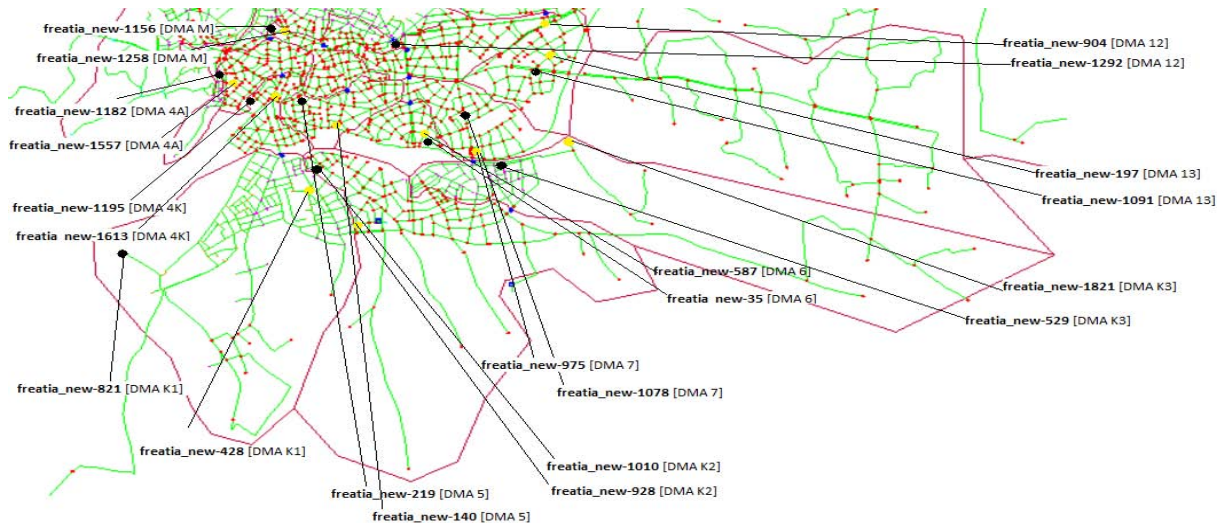 freatia_new-1156 [DMA M]
freatia_new-1258 [DMA M]
freatia_new-1182 [DMA 4A]
freatia_new-1557 [DMA 4A]
freatia_new-1195 [DMA 4K]
freatia_new-1613 [DMA 4K]
freatia_new-821 [DMA K1]
freatia_new-428 [DMA K1]
freatia_new-219 [DMA 5]
freatia_new-140 [DMA 5]
freatia_new-1010 [DMA K2]
freatia_new-928 [DMA K2]
freatia_new-975 [DMA 7]
freatia_new-1078 [DMA 7]
freatia_new-587 [DMA 6]
freatia_new-35 [DMA 6]
freatia_new-904 [DMA 12]
freatia_new-1292 [DMA 12]
freatia_new-197 [DMA 13]
freatia_new-1091 [DMA 13]
freatia_new-1821 [DMA K3]
freatia_new-529 [DMA K3]